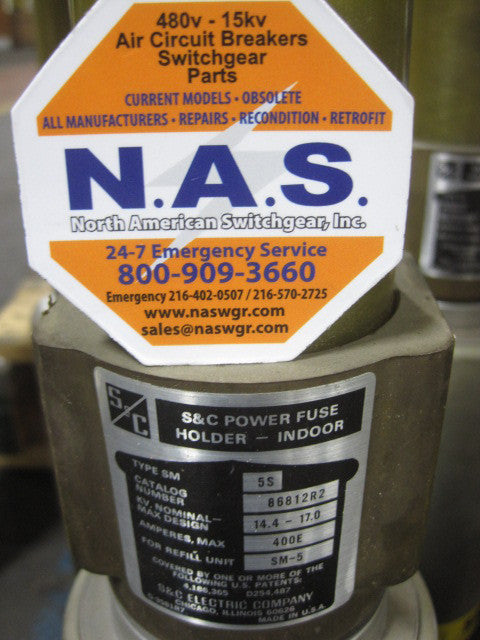 480v - 15kv
Air Circuit Breakers
Switchgear
Parts
CURRENT MODELS • OBSOLETE
ALL MANUFACTURERS • REPAIRS • RECONDITION • RETROFIT
N.A.S.
North American Switchgear, Inc.
24-7 Emergency Service
800-909-3660
Emergency 216-402-0507 / 216-570-2725
www.naswgr.com
sales@naswgr.com
S&C
S&C POWER FUSE
HOLDER – INDOOR
TYPE SM 5S
CATALOG
NUMBER 86812R2
KV, NOMINAL–
MAX DESIGN 14.4 - 17.0
AMPERES, MAX 400E
FOR REFILL UNIT SM-5
COVERED BY ONE OR MORE OF THE
FOLLOWING U.S. PATENTS:
4,186,365 D254,487
S&C ELECTRIC COMPANY
CHICAGO, ILLINOIS 60626
MADE IN U.S.A.